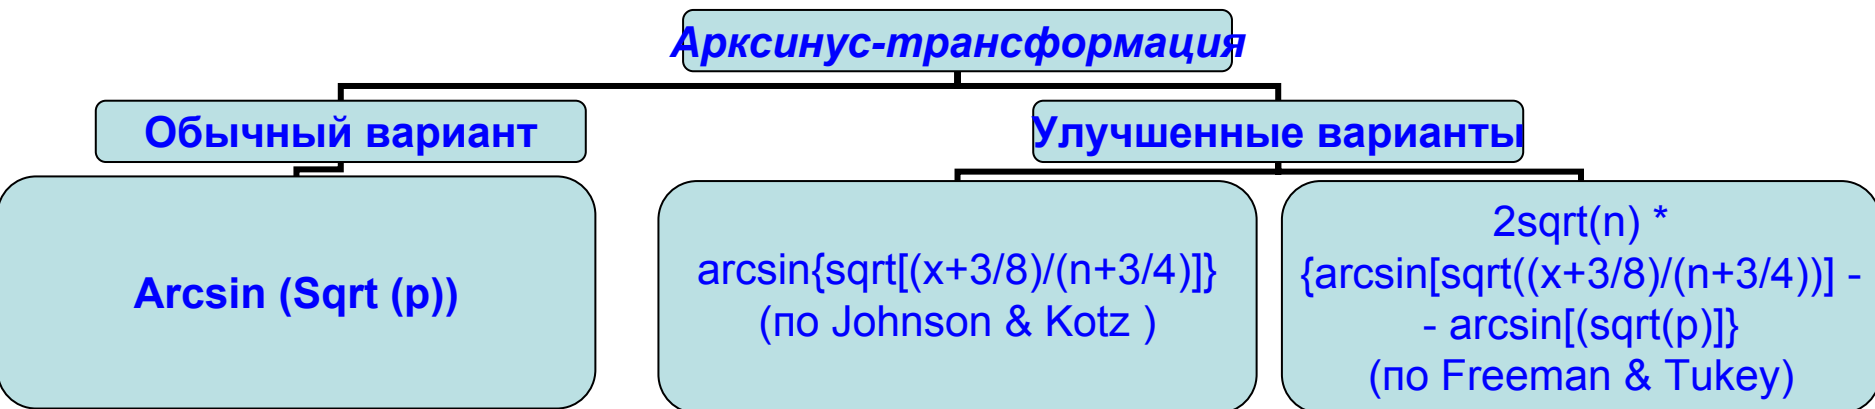 Арксинус-трансформация
Обычный вариант
Улучшенные варианты
Arcsin (Sqrt (p))
arcsin{sqrt[(x+3/8)/(n+3/4)]}
(по Johnson & Kotz )
2sqrt(n) *
{arcsin[sqrt((x+3/8)/(n+3/4))] -
- arcsin[(sqrt(p)]}
(по Freeman & Tukey)